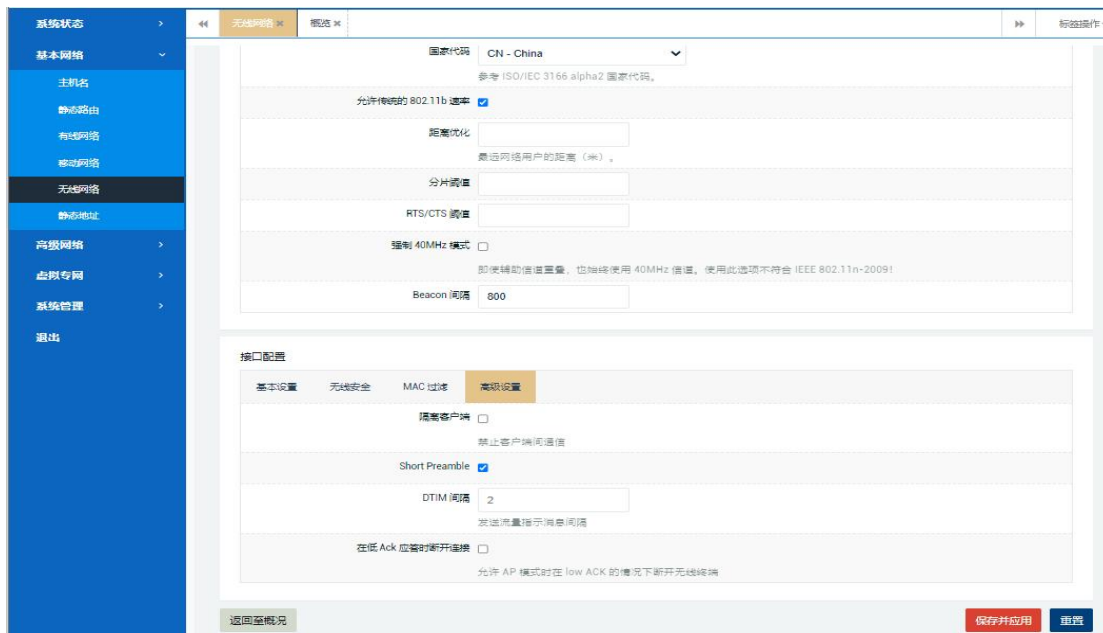 系统状态
基本网络
主机名
静态路由
有线网络
移动网络
无线网络
静态地址
高级网络
虚拟专网
系统管理
退出
无线网络 概览 标签操作
国家代码 CN - China
参考 ISO/IEC 3166 alpha2 国家代码。
允许传统的 802.11b 速率
距离优化
最远网络用户的距离（米）。
分片阈值
RTS/CTS 阈值
强制 40MHz 模式
即使辅助信道重叠，也始终使用 40MHz 信道。使用此选项不符合 IEEE 802.11n-2009!
Beacon 间隔 800
接口配置
基本设置 无线安全 MAC 过滤 高级设置
隔离客户端
禁止客户端间通信
Short Preamble
DTIM 间隔 2
发送流量指示消息间隔
在低 Ack 应答时断开连接
允许 AP 模式时在 low ACK 的情况下断开无线终端
返回至概况 保存并应用 重置